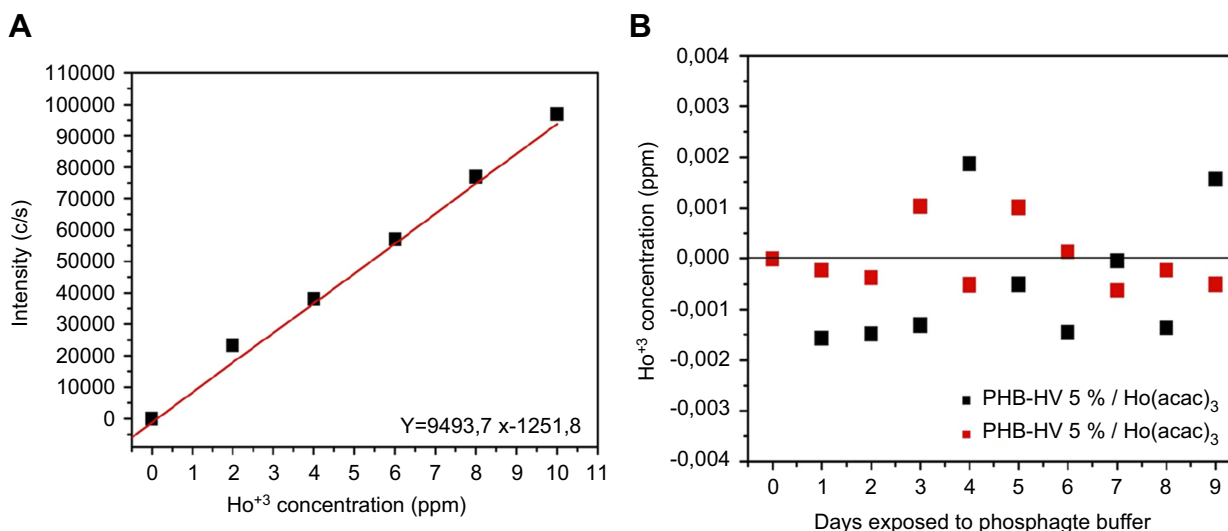 A
110000
100000
90000
80000
70000
60000
50000
40000
30000
20000
10000
0
Intensity (c/s)
Y=9493,7 x-1251,8
0 1 2 3 4 5 6 7 8 9 10 11
Ho+3 concentration (ppm)
B
0,004
0,003
0,002
0,001
0,000
-0,001
-0,002
-0,003
-0,004
Ho+3 concentration (ppm)
PHB-HV 5 % / Ho(acac)3
PHB-HV 5 % / Ho(acac)3
0 1 2 3 4 5 6 7 8 9
Days exposed to phosphagte buffer